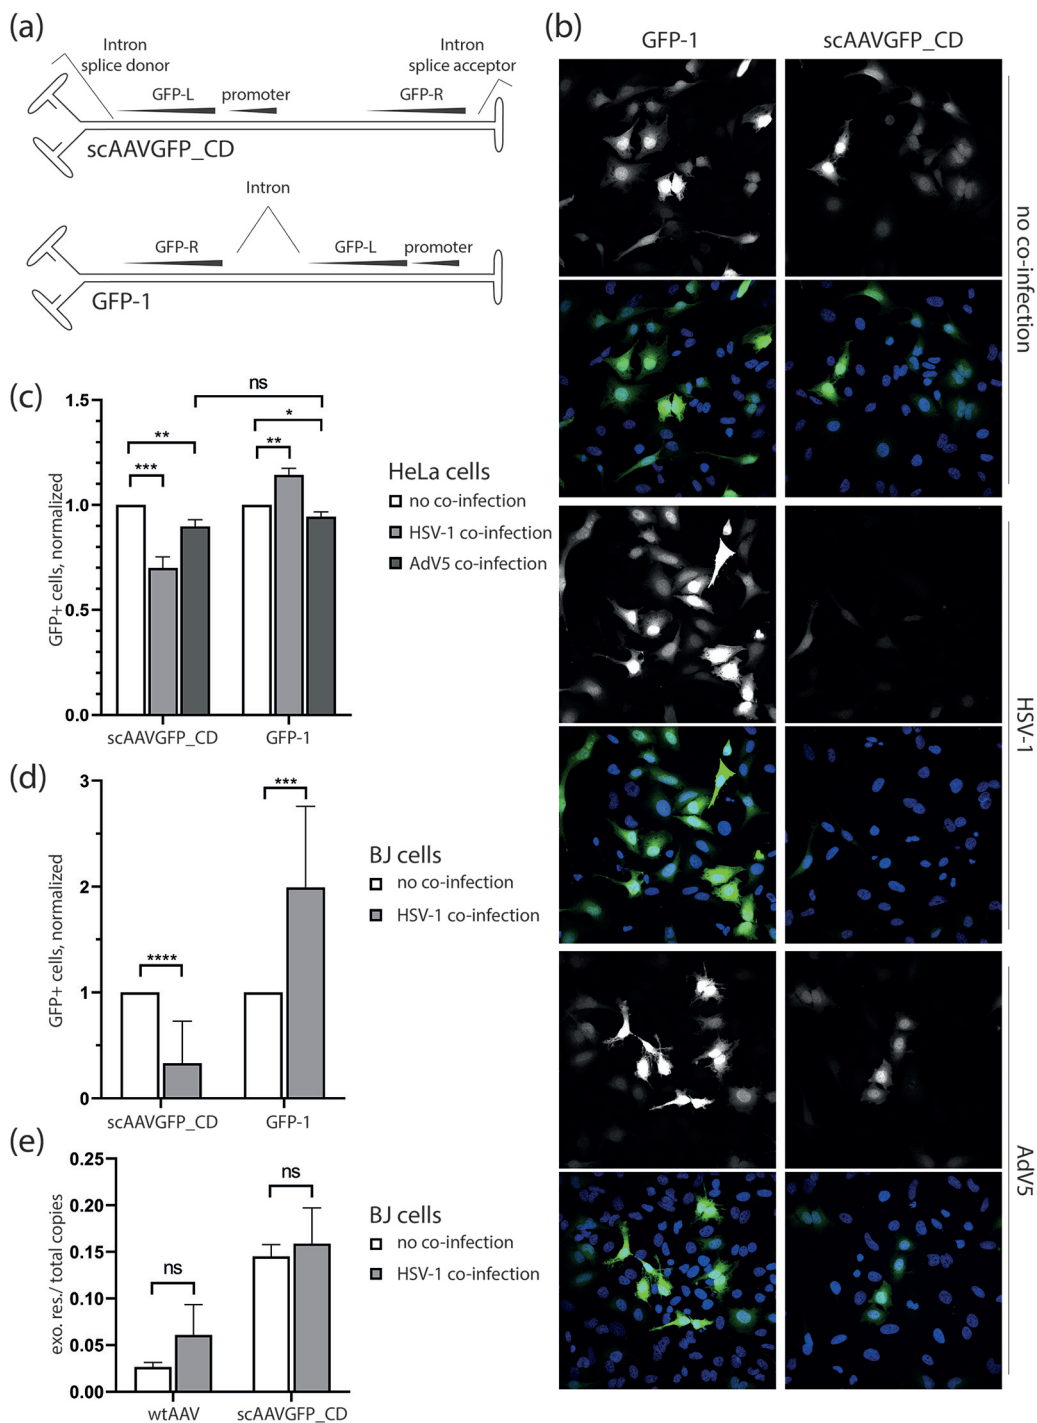 (a)
Intron
splice donor
Intron
splice acceptor
GFP-L
promoter
GFP-R
scAAVGFP_CD
Intron
GFP-R
GFP-L
promoter
GFP-1
(b)
GFP-1
scAAVGFP_CD
no co-infection
HSV-1
AdV5
(c)
GFP+ cells, normalized
1.5
1.0
0.5
0.0
ns
**
***
*
**
scAAVGFP_CD
GFP-1
HeLa cells
no co-infection
HSV-1 co-infection
AdV5 co-infection
(d)
GFP+ cells, normalized
3
2
1
0
****
***
scAAVGFP_CD
GFP-1
BJ cells
no co-infection
HSV-1 co-infection
(e)
exo. res./ total copies
0.25
0.20
0.15
0.10
0.05
0.00
ns
ns
wtAAV
scAAVGFP_CD
BJ cells
no co-infection
HSV-1 co-infection